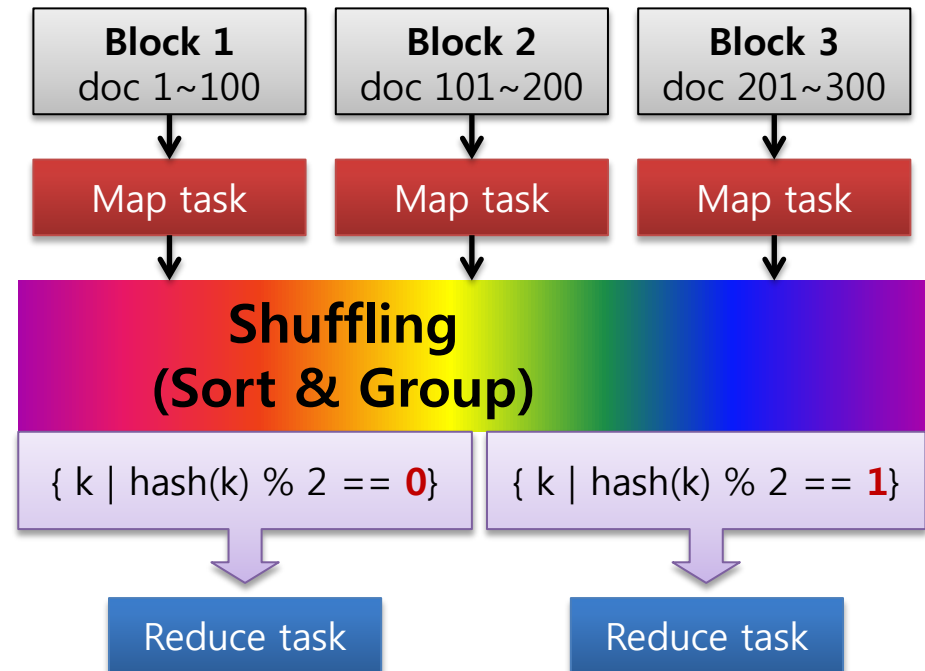 Block 1
doc 1~100
Block 2
doc 101~200
Block 3
doc 201~300
Map task
Map task
Map task
Shuffling
(Sort & Group)
{ k | hash(k) % 2 == 0}
{ k | hash(k) % 2 == 1}
Reduce task
Reduce task